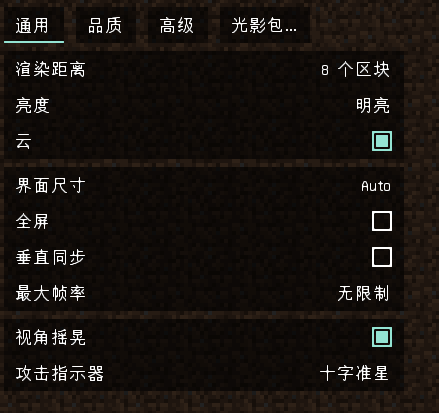 通用 品质 高级 光影包...
渲染距离 8 个区块
亮度 明亮
云
界面尺寸 Auto
全屏
垂直同步
最大帧率 无限制
视角摇晃
攻击指示器 十字准星